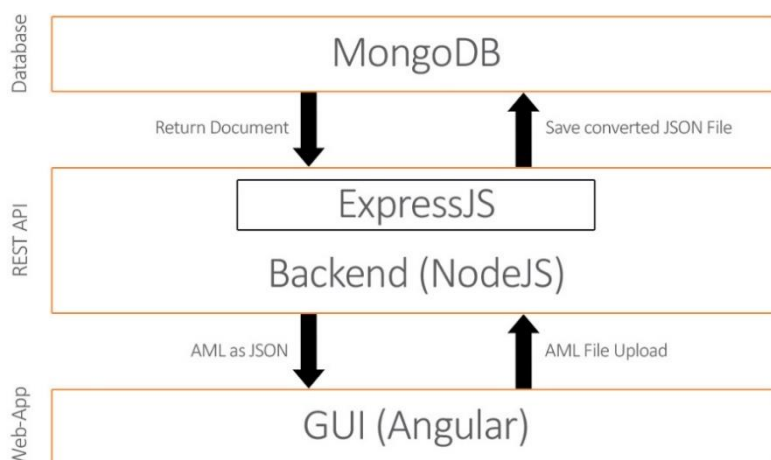 Database
MongoDB
Return Document
Save converted JSON File
REST API
ExpressJS
Backend (NodeJS)
AML as JSON
AML File Upload
Web-App
GUI (Angular)